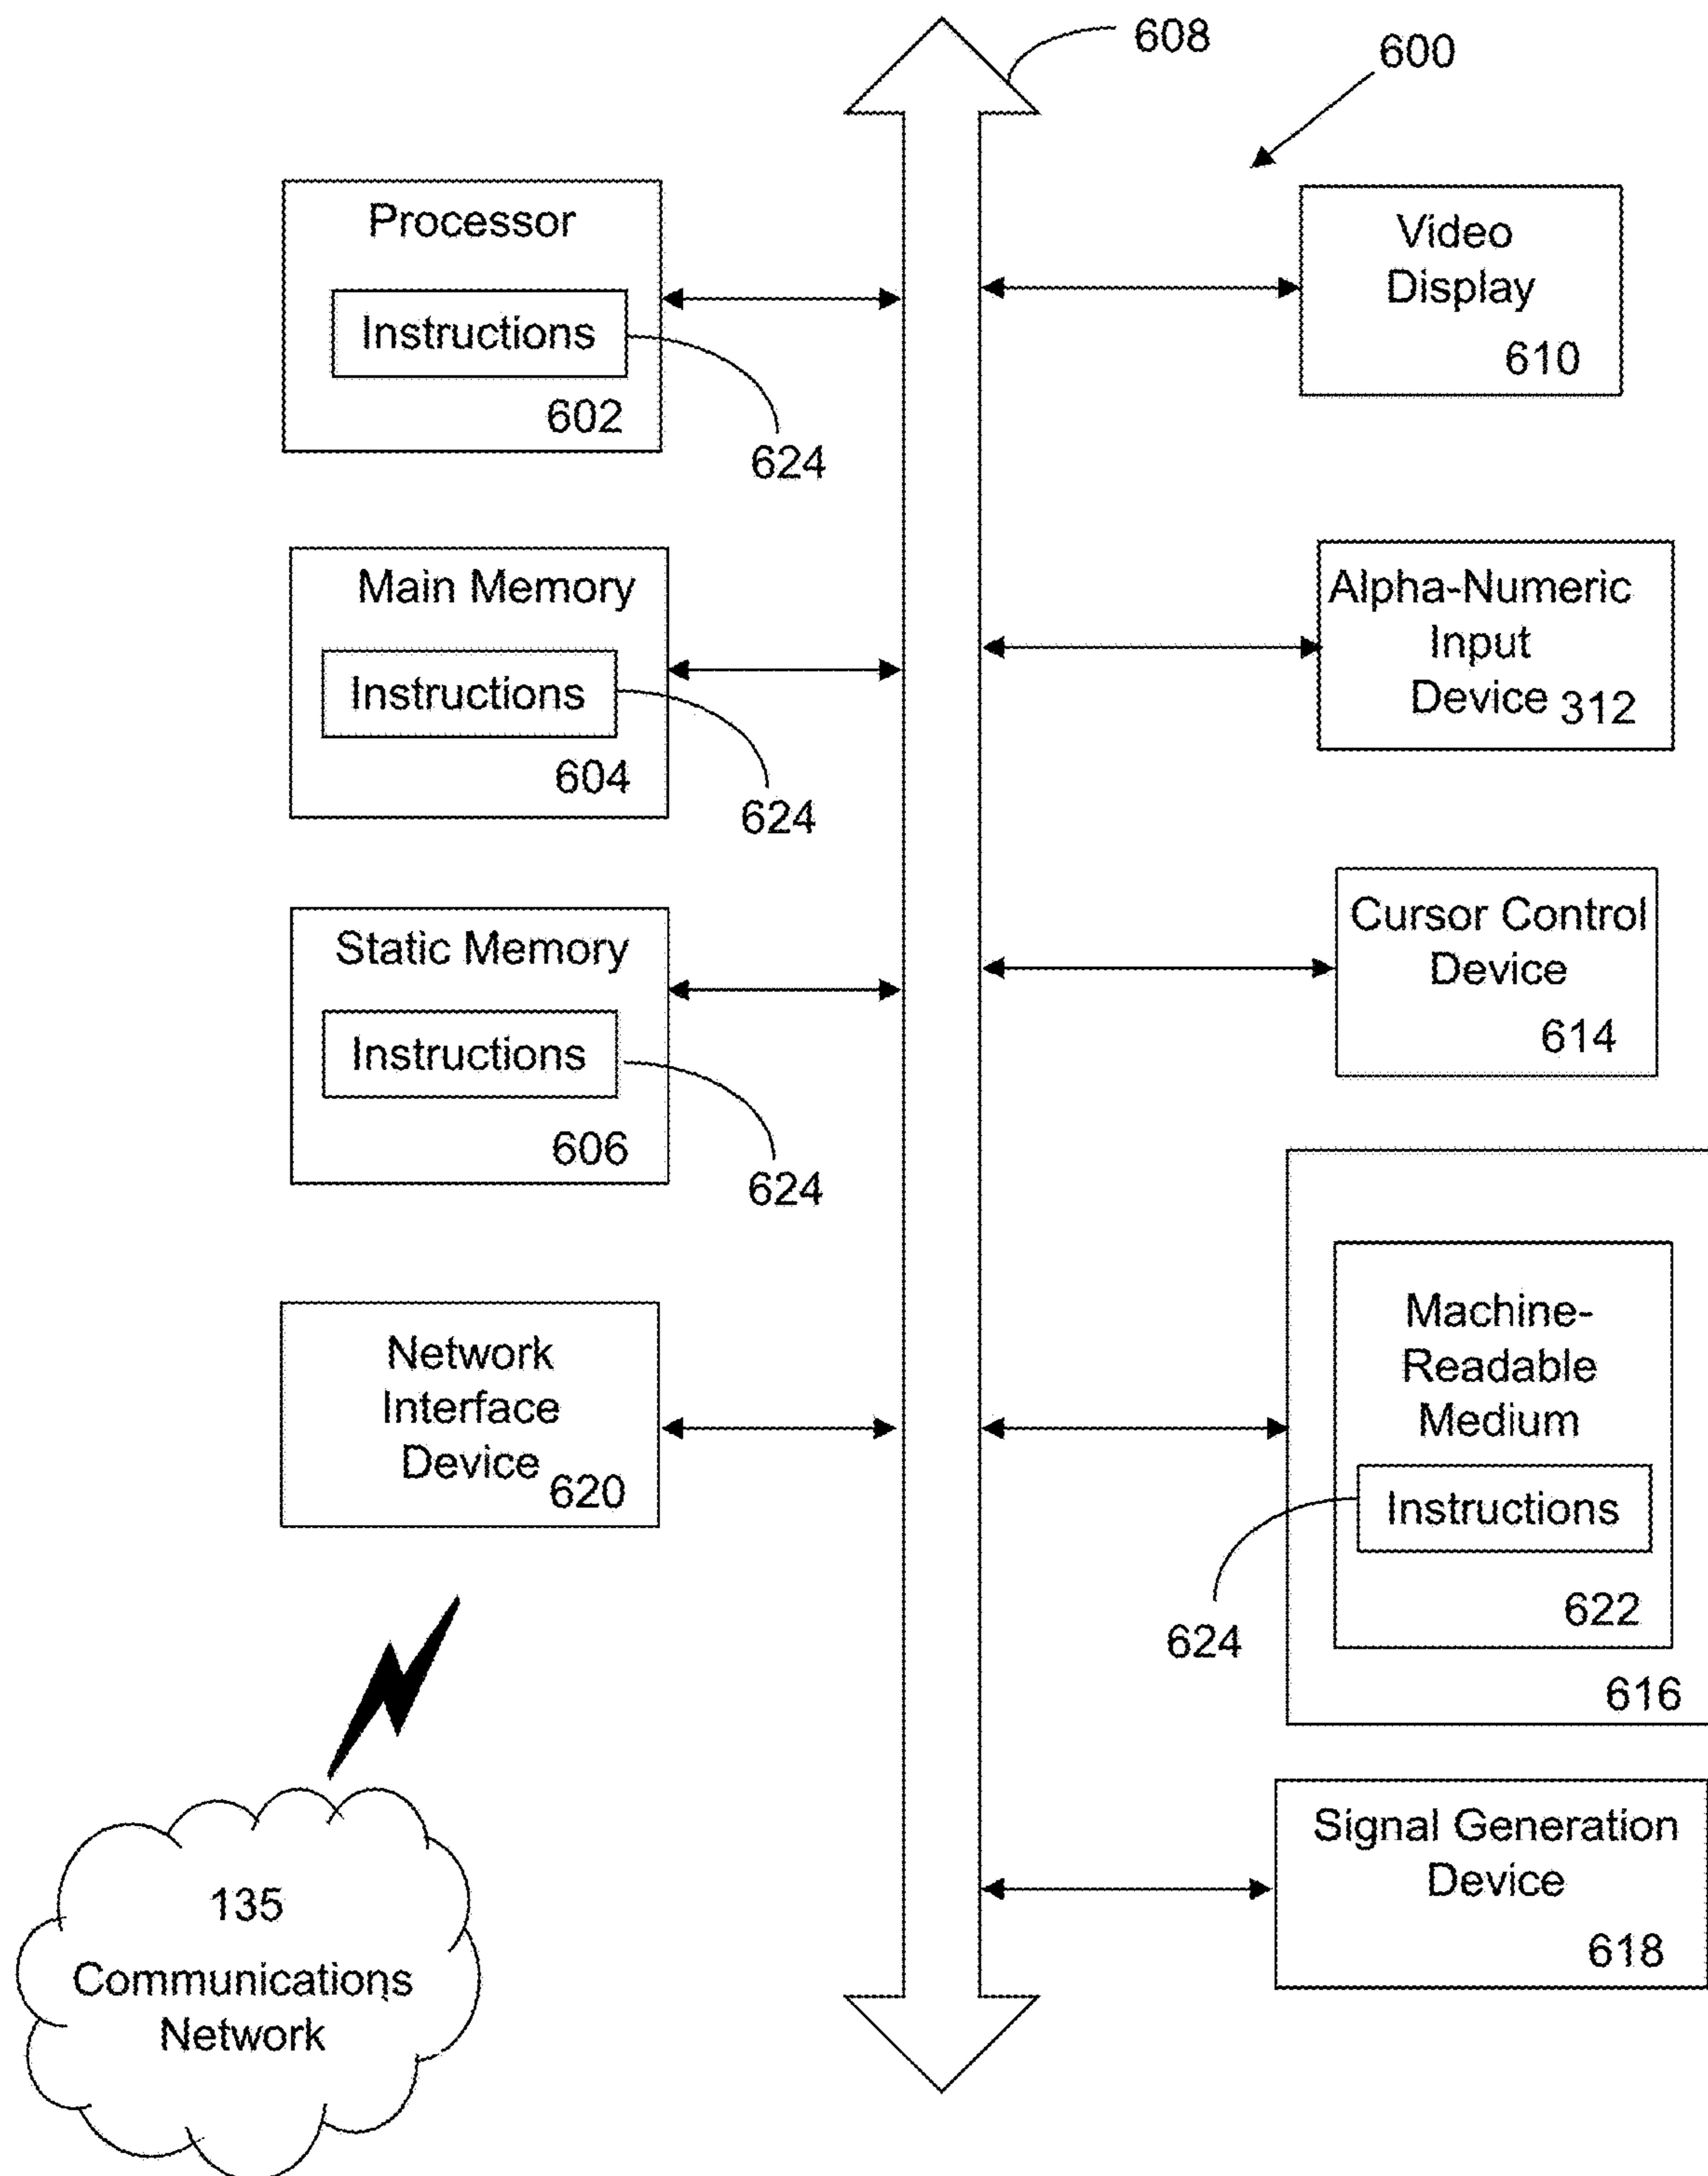 608
600
Processor
Instructions
602
624
Video
Display
610
Main Memory
Instructions
604
624
Alpha-Numeric
Input
Device 312
Static Memory
Instructions
606
624
Cursor Control
Device
614
Network
Interface
Device 620
Machine-
Readable
Medium
Instructions
622
624
616
Signal Generation
Device
618
135
Communications
Network